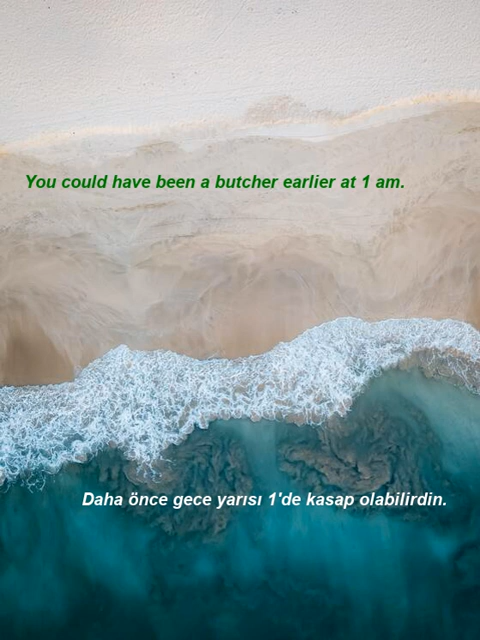 You could have been a butcher earlier at 1 am.
Daha önce gece yarısı 1'de kasap olabilirdin.